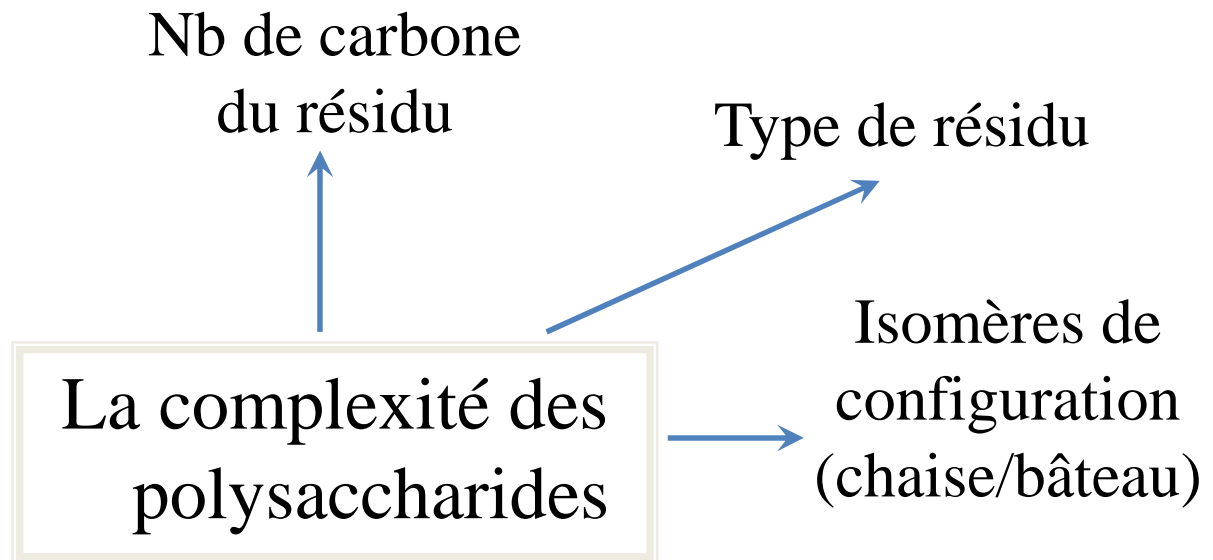 Nb de carbone
du résidu
Type de résidu
Isomères de
configuration
(chaise/bâteau)
La complexité des
polysaccharides